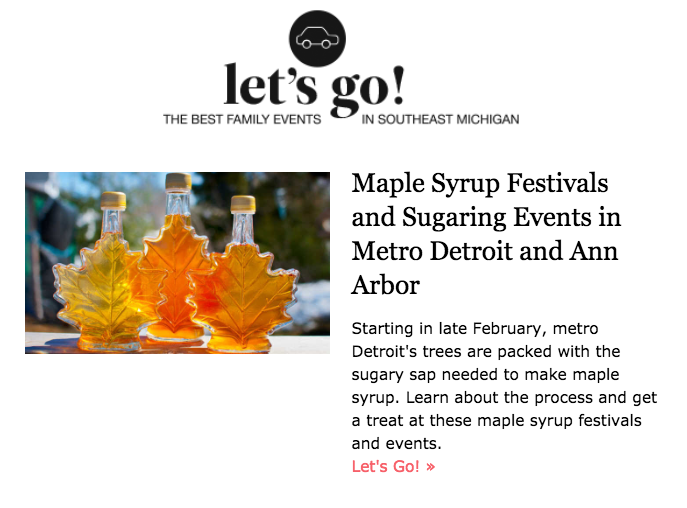 let's go!
THE BEST FAMILY EVENTS IN SOUTHEAST MICHIGAN
Maple Syrup Festivals
and Sugaring Events in
Metro Detroit and Ann
Arbor
Starting in late February, metro
Detroit's trees are packed with the
sugary sap needed to make maple
syrup. Learn about the process and get
a treat at these maple syrup festivals
and events.
Let's Go! »